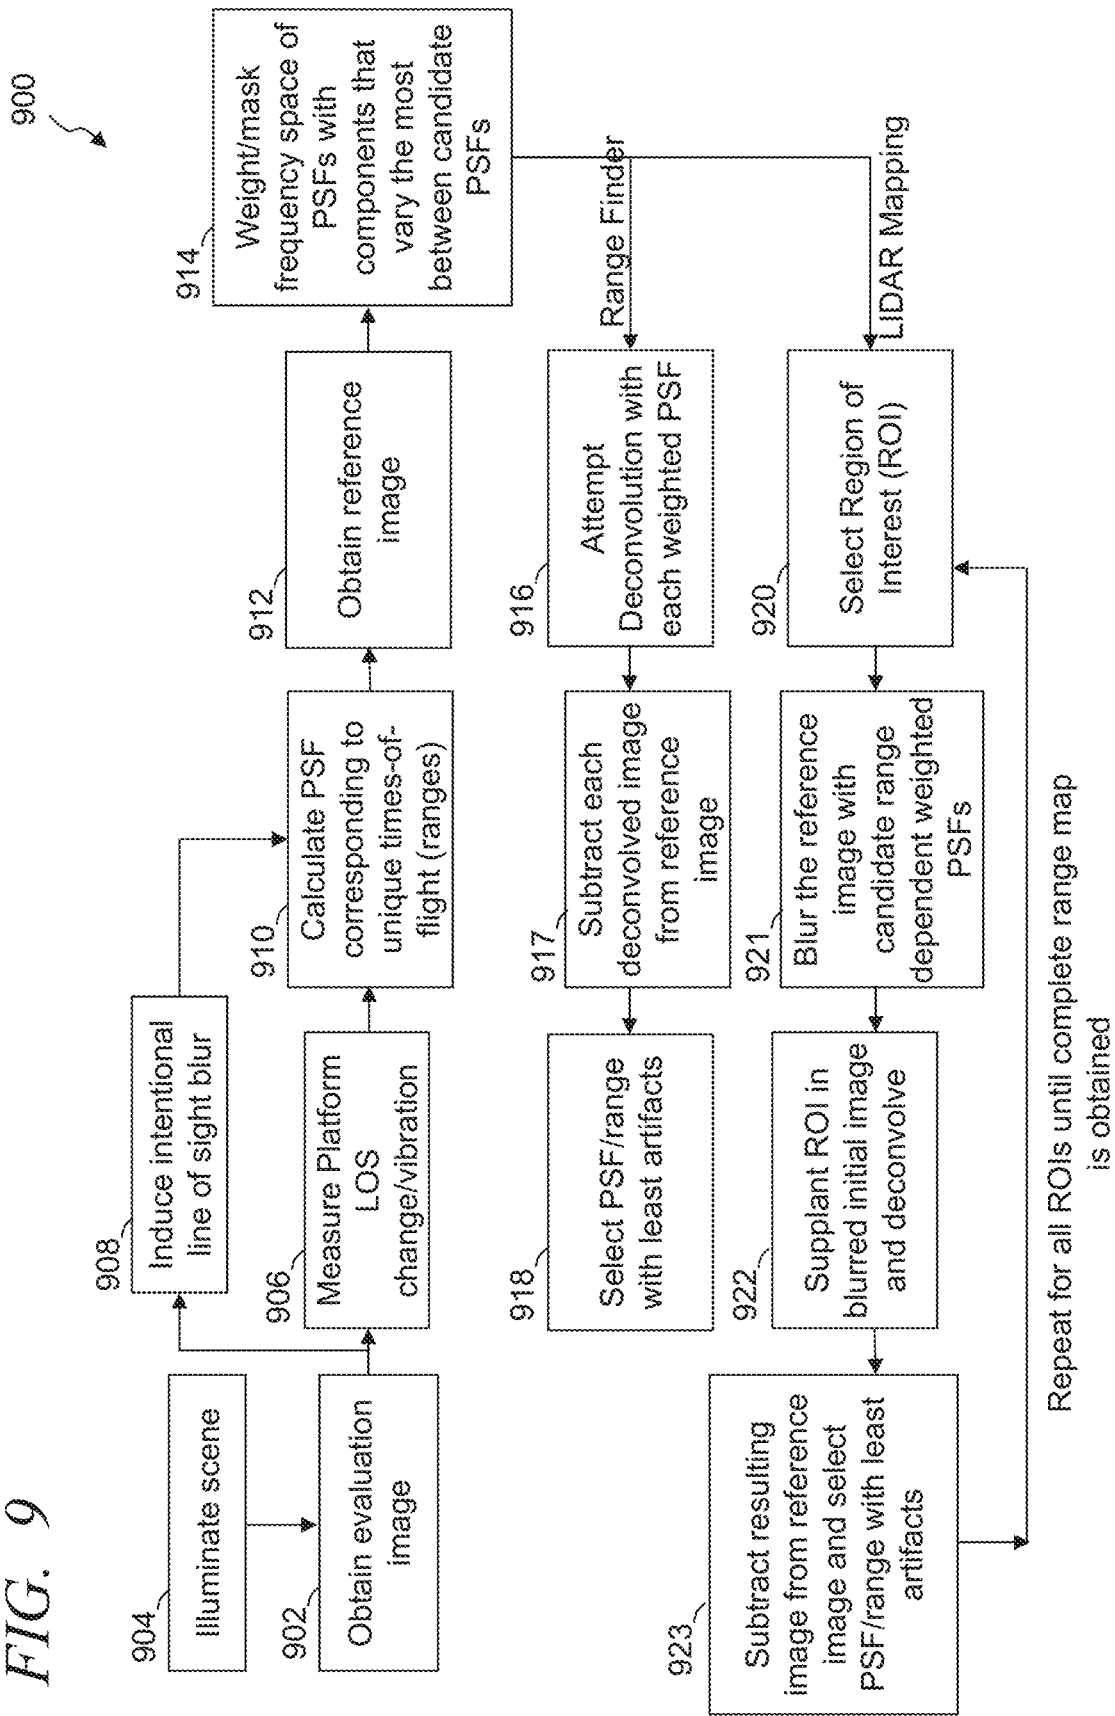 FIG. 9
900
904
Illuminate scene
902
Obtain evaluation
image
908
Induce intentional
line of sight blur
906
Measure Platform
LOS
change/vibration
910
Calculate PSF
corresponding to
unique times-of-
flight (ranges)
912
Obtain reference
image
914
Weight/mask
frequency space of
PSFs with
components that
vary the most
between candidate
PSFs
Range Finder
LIDAR Mapping
916
Attempt
Deconvolution with
each weighted PSF
917
Subtract each
deconvolved image
from reference
image
918
Select PSF/range
with least artifacts
920
Select Region of
Interest (ROI)
921
Blur the reference
image with
candidate range
dependent weighted
PSFs
922
Supplant ROI in
blurred initial image
and deconvolve
923
Subtract resulting
image from reference
image and select
PSF/range with least
artifacts
Repeat for all ROIs until complete range map
is obtained